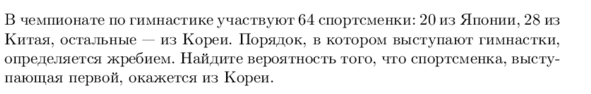 В чемпионате по гимнастике участвуют 64 спортсменки: 20 из Японии, 28 из
Китая, остальные — из Кореи. Порядок, в котором выступают гимнастки,
определяется жребием. Найдите вероятность того, что спортсменка, высту-
пающая первой, окажется из Кореи.